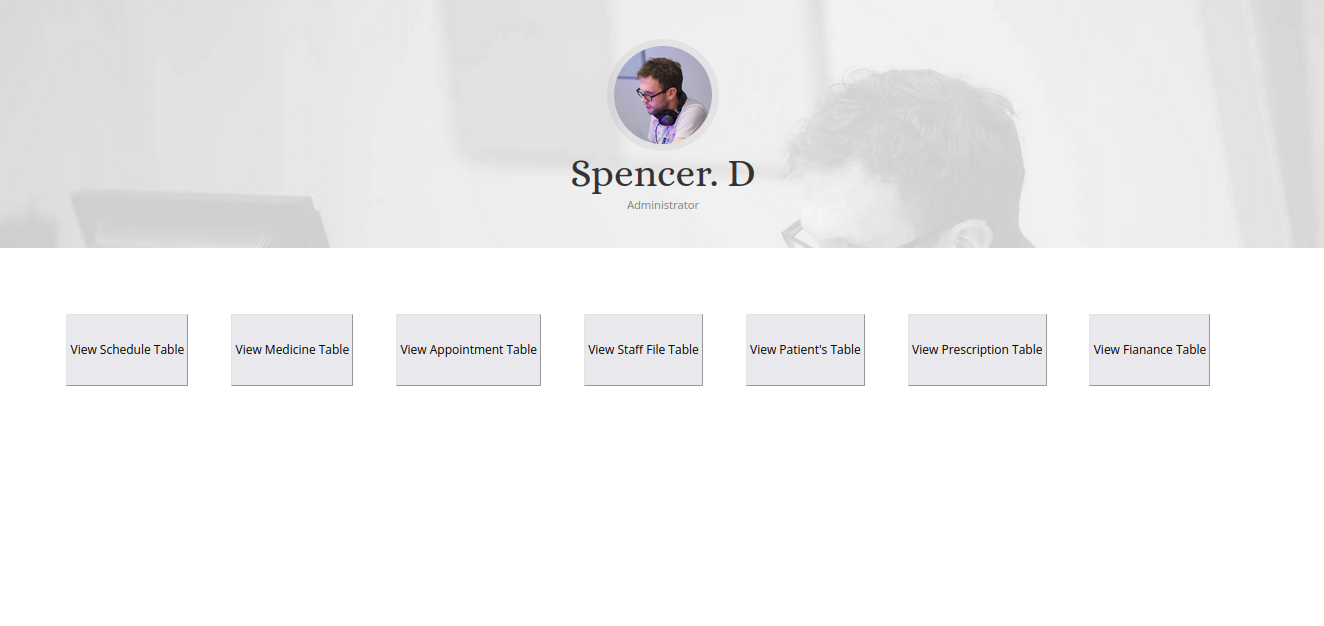 Spencer. D
Administrator
View Schedule Table
View Medicine Table
View Appointment Table
View Staff File Table
View Patient's Table
View Prescription Table
View Fianance Table